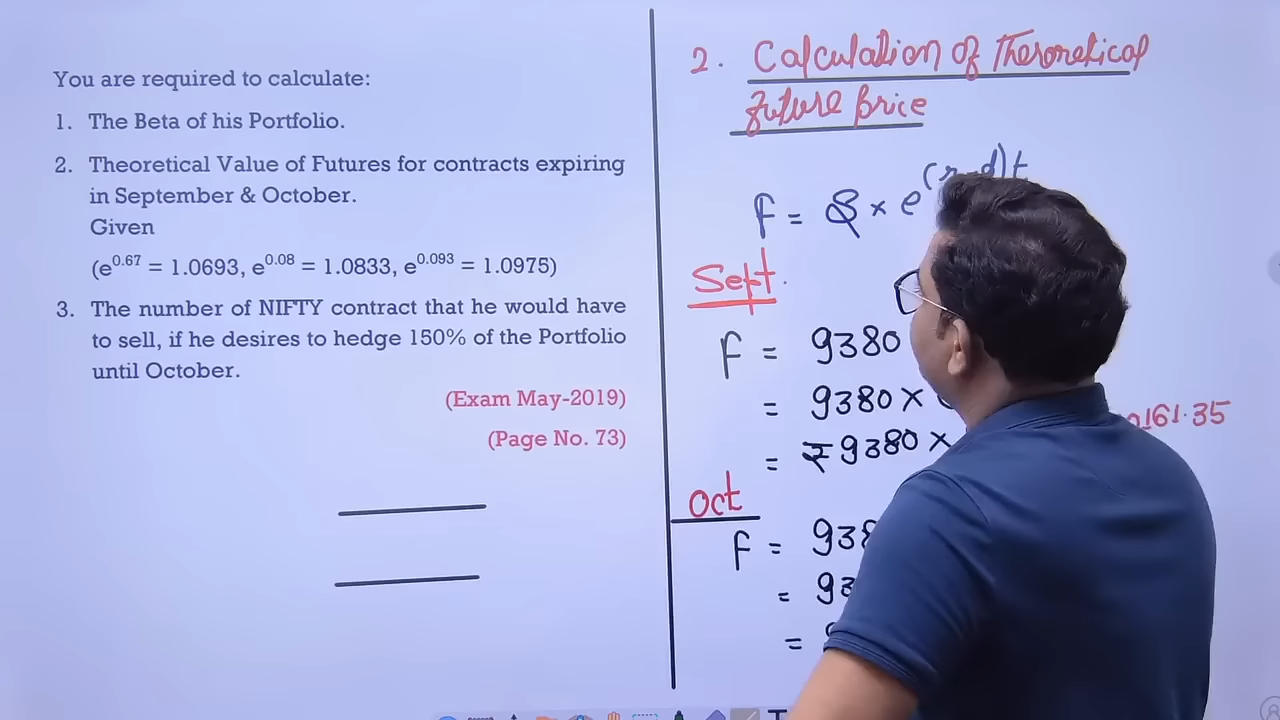 You are required to calculate:
1. The Beta of his Portfolio.
2. Theoretical Value of Futures for contracts expiring
in September & October.
Given
(e^0.67 = 1.0693, e^0.08 = 1.0833, e^0.093 = 1.0975)
3. The number of NIFTY contract that he would have
to sell, if he desires to hedge 150% of the Portfolio
until October.
(Exam May-2019)
(Page No. 73)
2. Calculation of Theoretical
future Price
F = S × e
Sept.
F = 9380
= 9380 ×
161.35
= ₹ 9380 ×
Oct
F = 938
= 93
=